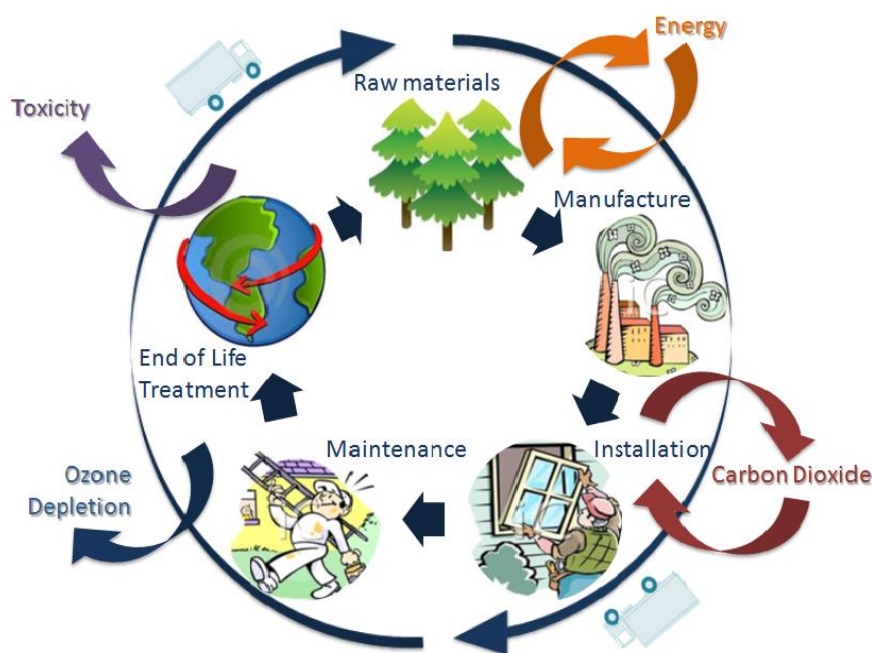 Energy
Raw materials
Toxicity
Manufacture
End of Life
Treatment
Maintenance
Installation
Ozone
Depletion
Carbon Dioxide